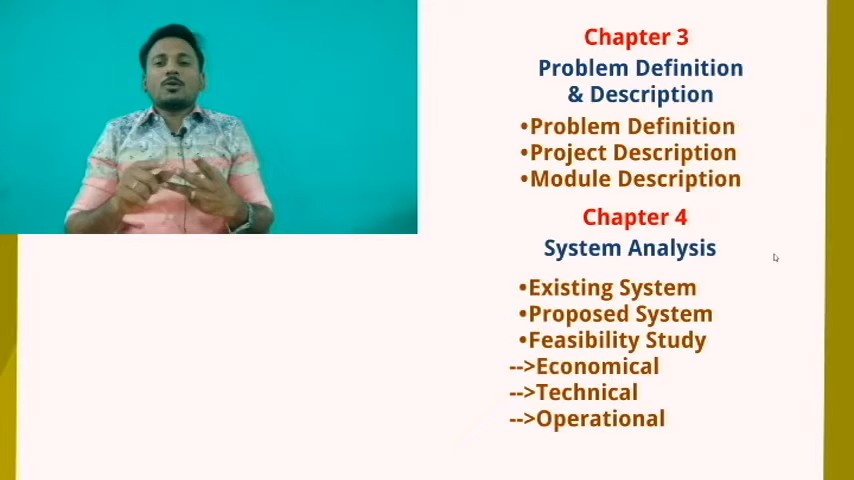 Chapter 3
Problem Definition
& Description
•Problem Definition
•Project Description
•Module Description
Chapter 4
System Analysis
•Existing System
•Proposed System
•Feasibility Study
-->Economical
-->Technical
-->Operational